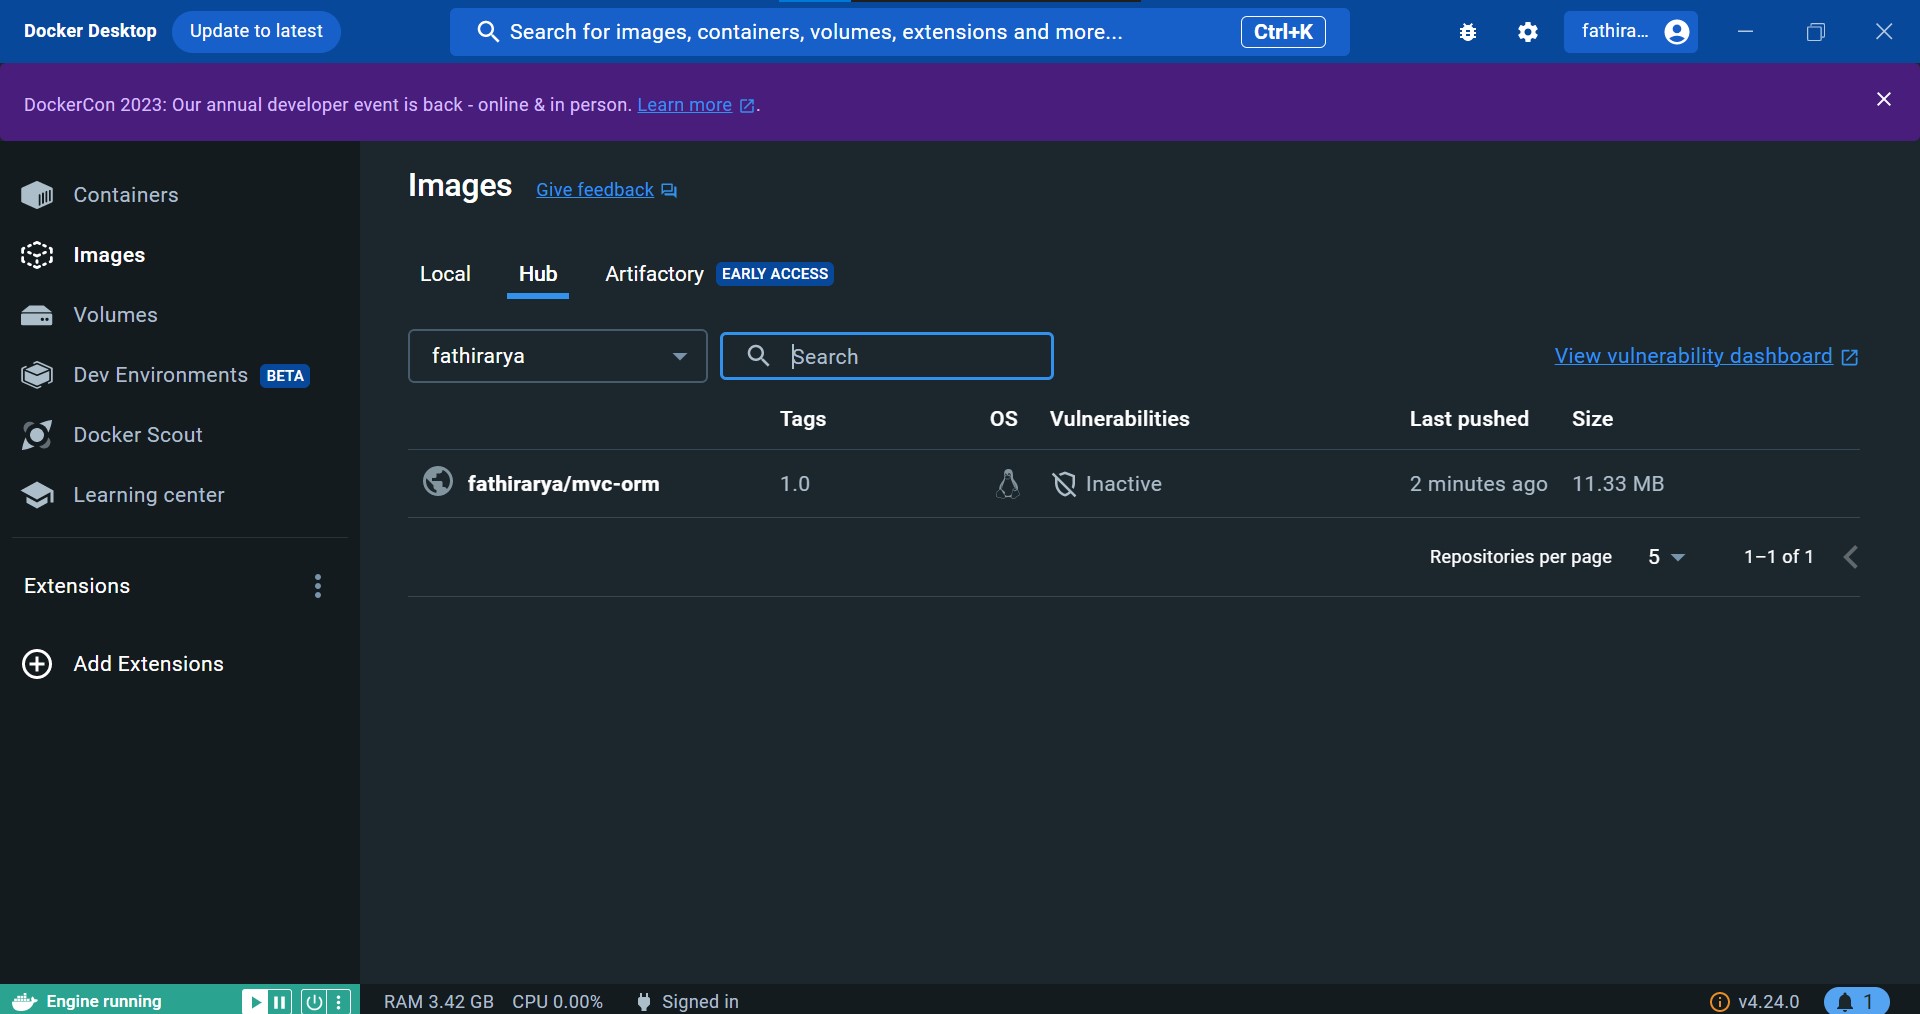 Docker Desktop Update to latest Search for images, containers, volumes, extensions and more... Ctrl+K fathira...
DockerCon 2023: Our annual developer event is back - online & in person. Learn more .
Containers
Images
Volumes
Dev Environments BETA
Docker Scout
Learning center
Extensions
Add Extensions
Images Give feedback
Local Hub Artifactory EARLY ACCESS
fathirarya Search View vulnerability dashboard
Tags OS Vulnerabilities Last pushed Size
fathirarya/mvc-orm 1.0 Inactive 2 minutes ago 11.33 MB
Repositories per page 5 1–1 of 1
Engine running RAM 3.42 GB CPU 0.00% Signed in v4.24.0 1